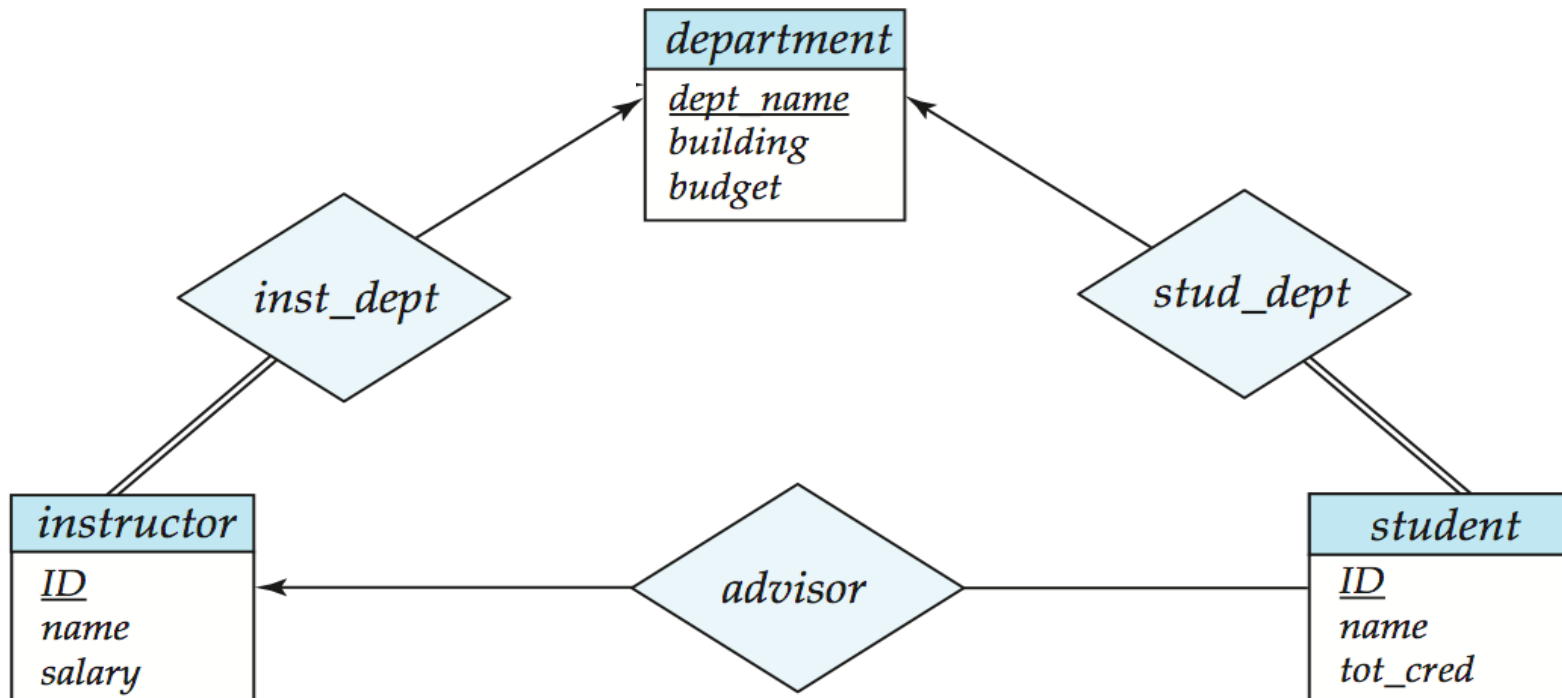 department
dept_name
building
budget
inst_dept
stud_dept
instructor
ID
name
salary
advisor
student
ID
name
tot_cred